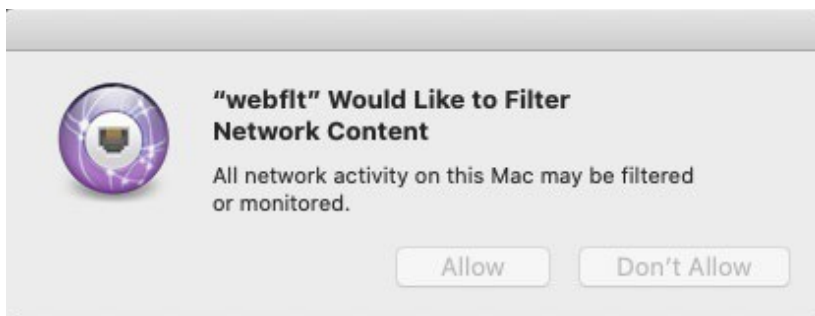 “webflt” Would Like to Filter
Network Content
All network activity on this Mac may be filtered
or monitored.
Allow Don't Allow